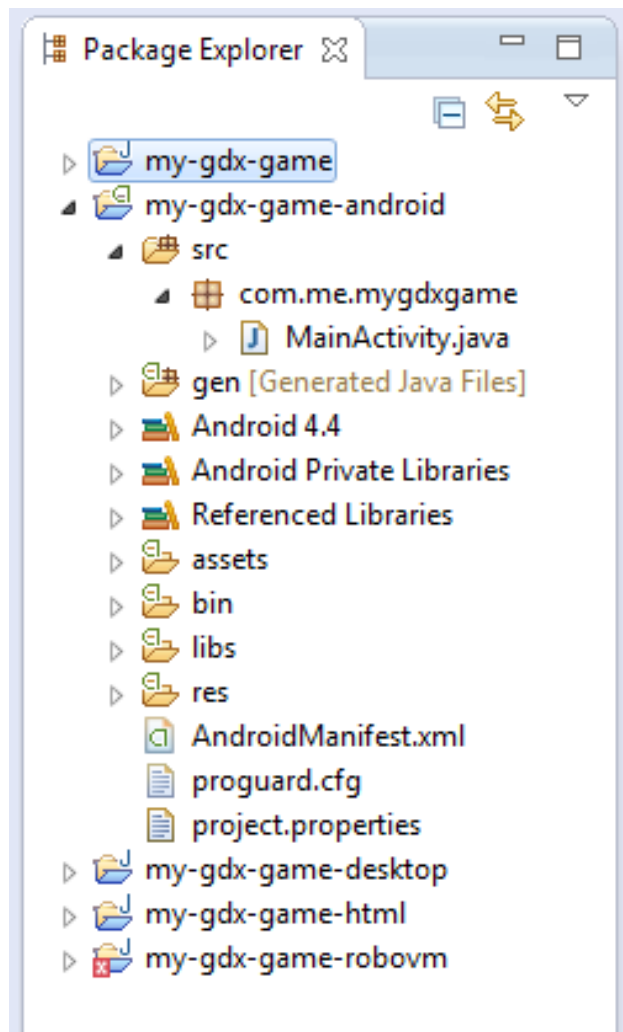 Package Explorer
my-gdx-game
my-gdx-game-android
src
com.me.mygdxgame
MainActivity.java
gen [Generated Java Files]
Android 4.4
Android Private Libraries
Referenced Libraries
assets
bin
libs
res
AndroidManifest.xml
proguard.cfg
project.properties
my-gdx-game-desktop
my-gdx-game-html
my-gdx-game-robovm